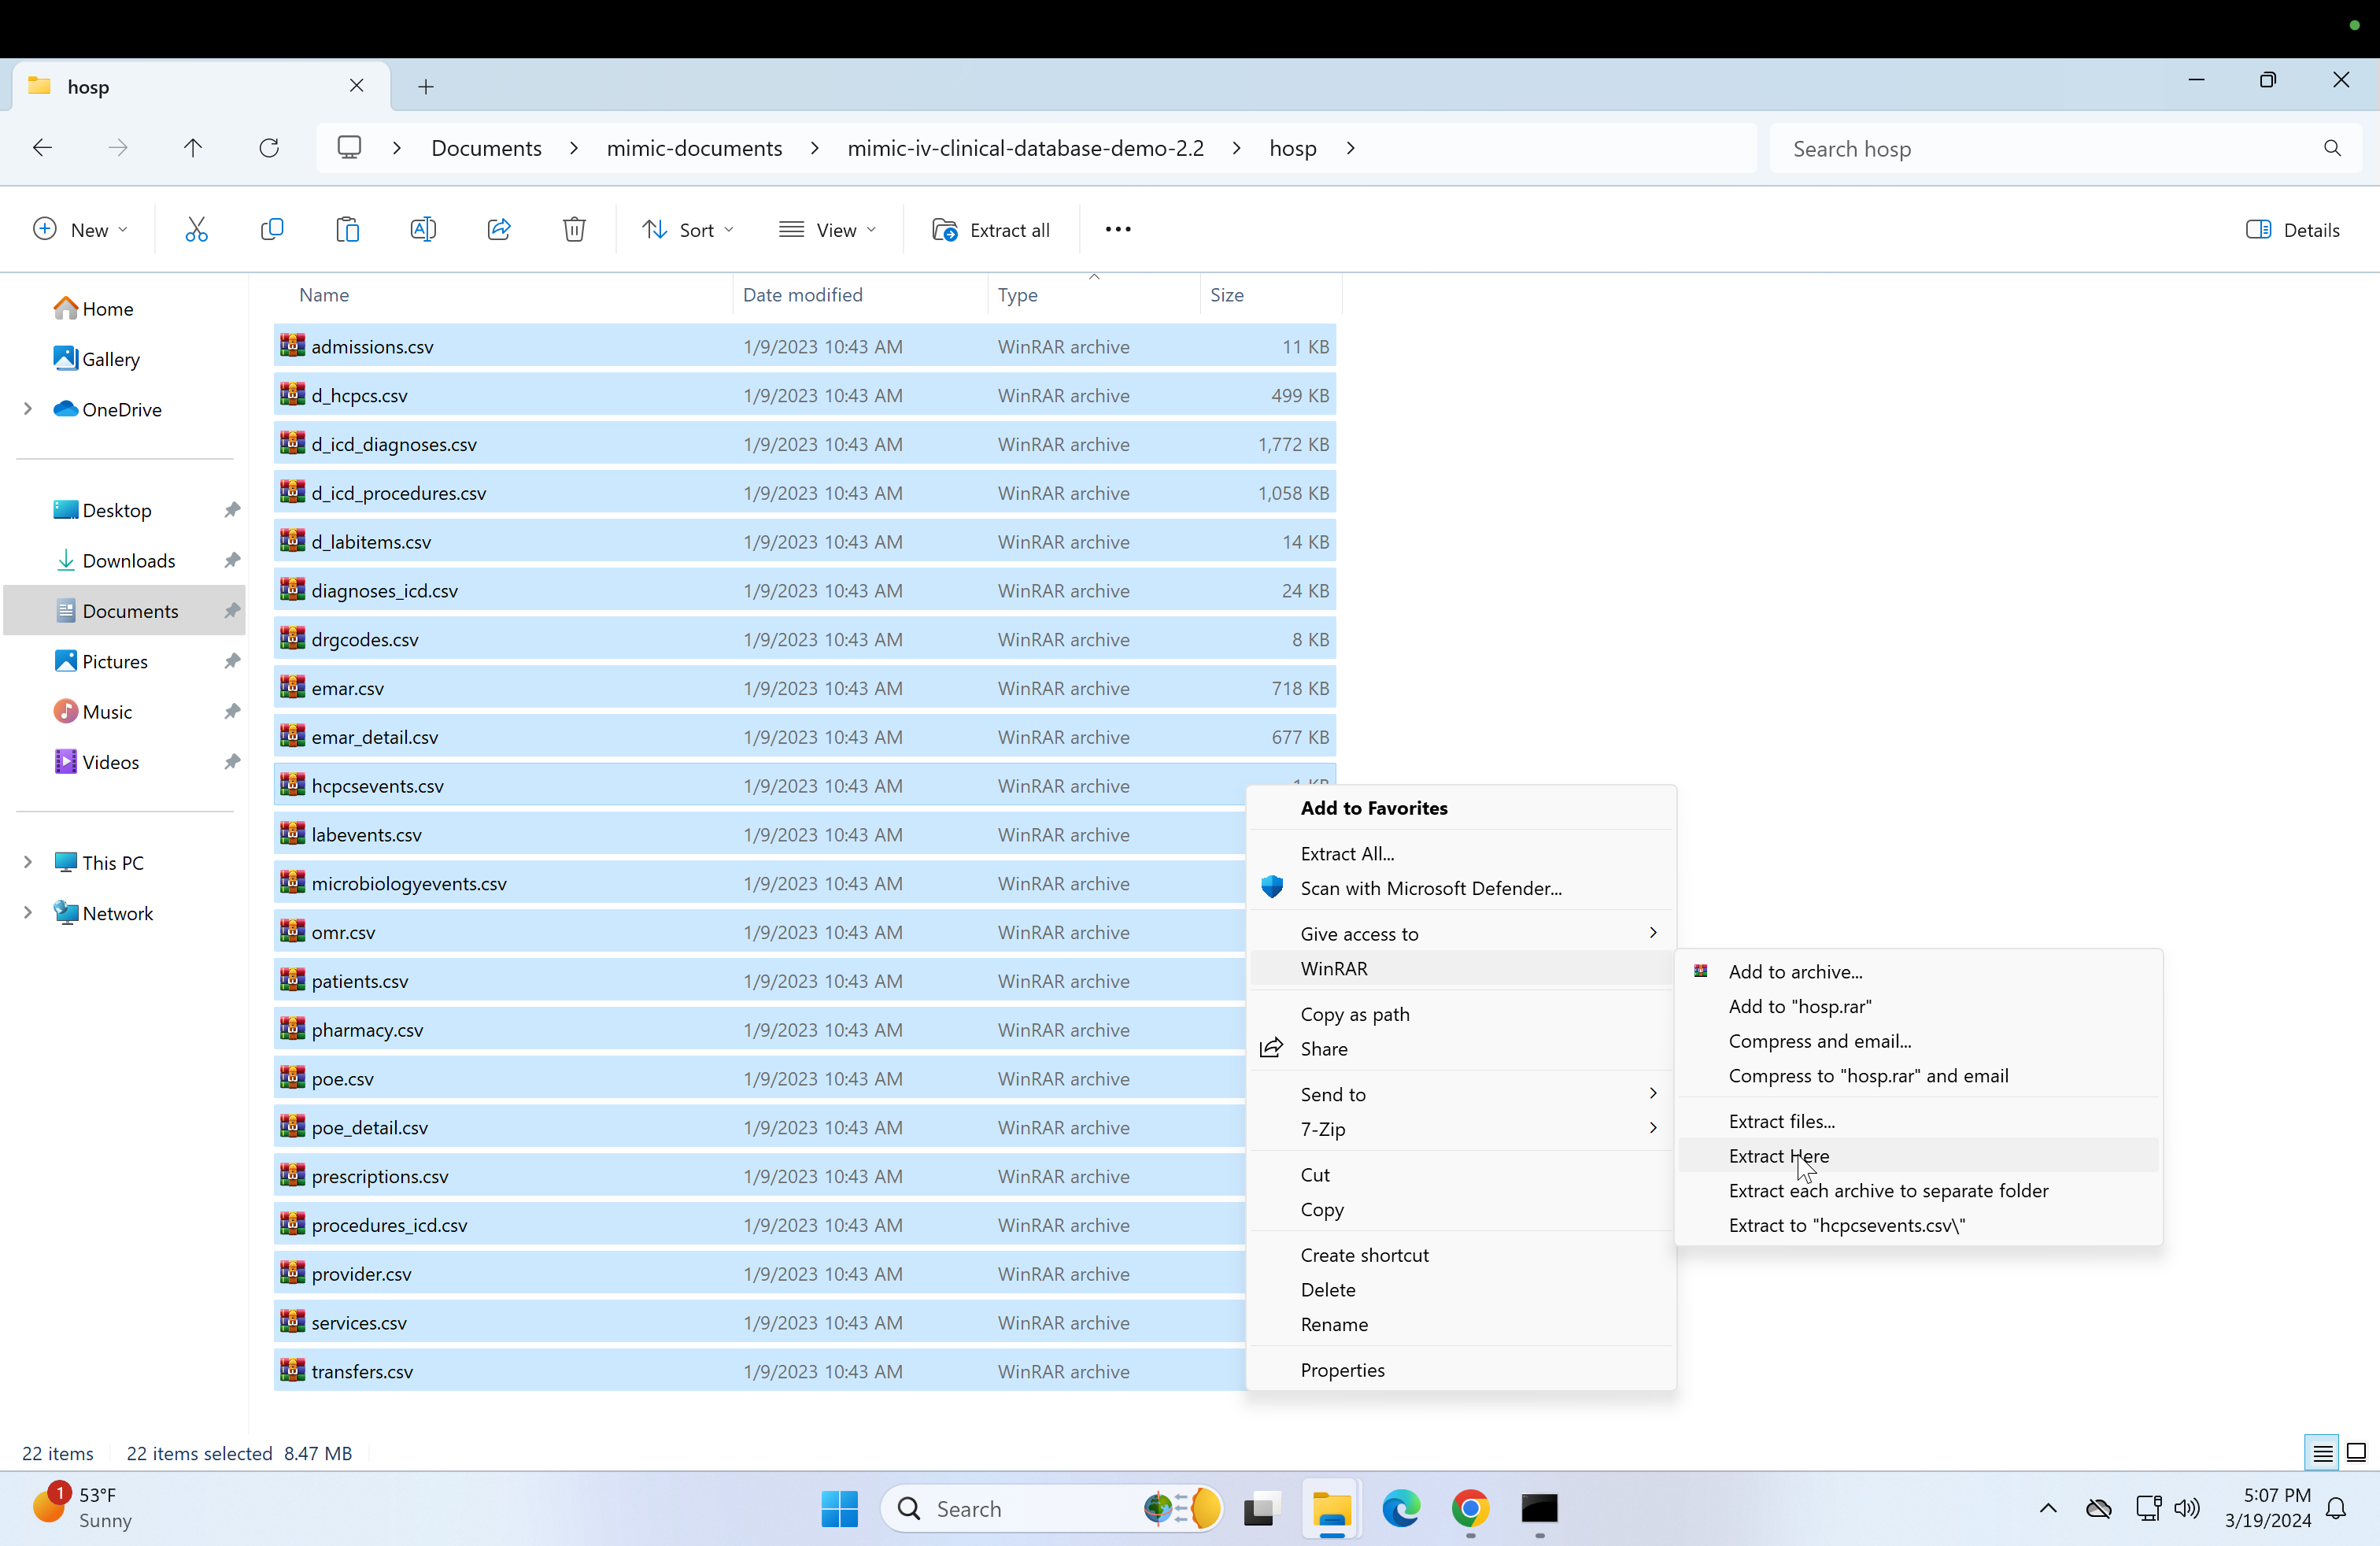 hosp
Documents > mimic-documents > mimic-iv-clinical-database-demo-2.2 > hosp >
Search hosp
New
Sort
View
Extract all
Details
Name Date modified Type Size
Home
Gallery
OneDrive
Desktop
Downloads
Documents
Pictures
Music
Videos
This PC
Network
admissions.csv 1/9/2023 10:43 AM WinRAR archive 11 KB
d_hcpcs.csv 1/9/2023 10:43 AM WinRAR archive 499 KB
d_icd_diagnoses.csv 1/9/2023 10:43 AM WinRAR archive 1,772 KB
d_icd_procedures.csv 1/9/2023 10:43 AM WinRAR archive 1,058 KB
d_labitems.csv 1/9/2023 10:43 AM WinRAR archive 14 KB
diagnoses_icd.csv 1/9/2023 10:43 AM WinRAR archive 24 KB
drgcodes.csv 1/9/2023 10:43 AM WinRAR archive 8 KB
emar.csv 1/9/2023 10:43 AM WinRAR archive 718 KB
emar_detail.csv 1/9/2023 10:43 AM WinRAR archive 677 KB
hcpcsevents.csv 1/9/2023 10:43 AM WinRAR archive
labevents.csv 1/9/2023 10:43 AM WinRAR archive
microbiologyevents.csv 1/9/2023 10:43 AM WinRAR archive
omr.csv 1/9/2023 10:43 AM WinRAR archive
patients.csv 1/9/2023 10:43 AM WinRAR archive
pharmacy.csv 1/9/2023 10:43 AM WinRAR archive
poe.csv 1/9/2023 10:43 AM WinRAR archive
poe_detail.csv 1/9/2023 10:43 AM WinRAR archive
prescriptions.csv 1/9/2023 10:43 AM WinRAR archive
procedures_icd.csv 1/9/2023 10:43 AM WinRAR archive
provider.csv 1/9/2023 10:43 AM WinRAR archive
services.csv 1/9/2023 10:43 AM WinRAR archive
transfers.csv 1/9/2023 10:43 AM WinRAR archive
Add to Favorites
Extract All...
Scan with Microsoft Defender...
Give access to
WinRAR
Copy as path
Share
Send to
7-Zip
Cut
Copy
Create shortcut
Delete
Rename
Properties
Add to archive...
Add to "hosp.rar"
Compress and email...
Compress to "hosp.rar" and email
Extract files...
Extract Here
Extract each archive to separate folder
Extract to "hcpcsevents.csv\"
22 items 22 items selected 8.47 MB
1
53°F
Sunny
Search
5:07 PM
3/19/2024